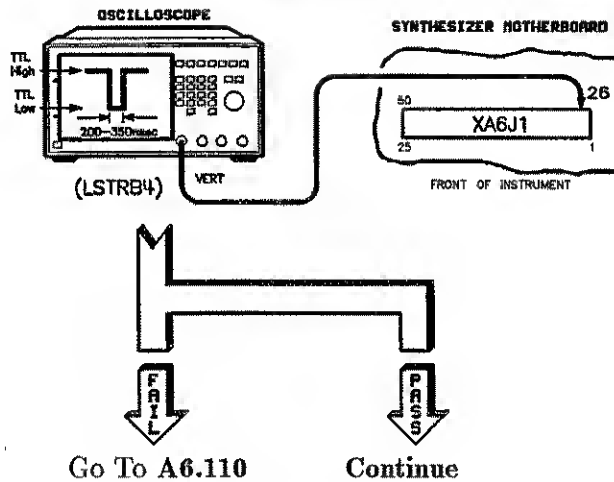 OSCILLOSCOPE
SYNTHESIZER MOTHERBOARD
TTL
High
TTL
Low
200-350nsec
(LSTRB4)
VERT
50
26
XA6J1
25
1
FRONT OF INSTRUMENT
FAIL
PASS
Go To A6.110
Continue